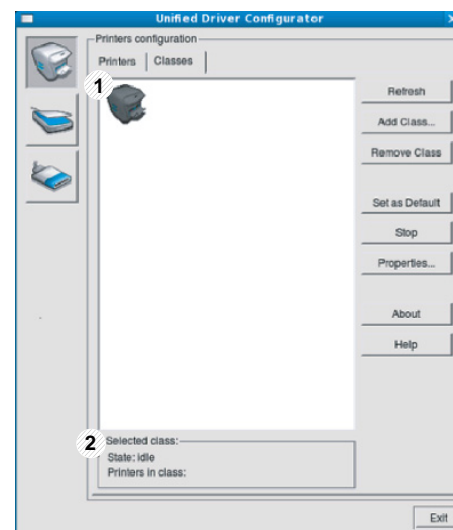 Unified Driver Configurator
Printers configuration
Printers Classes
1
Refresh
Add Class...
Remove Class
Set as Default
Stop
Properties...
About
Help
2 Selected class:
State: idle
Printers in class:
Exit